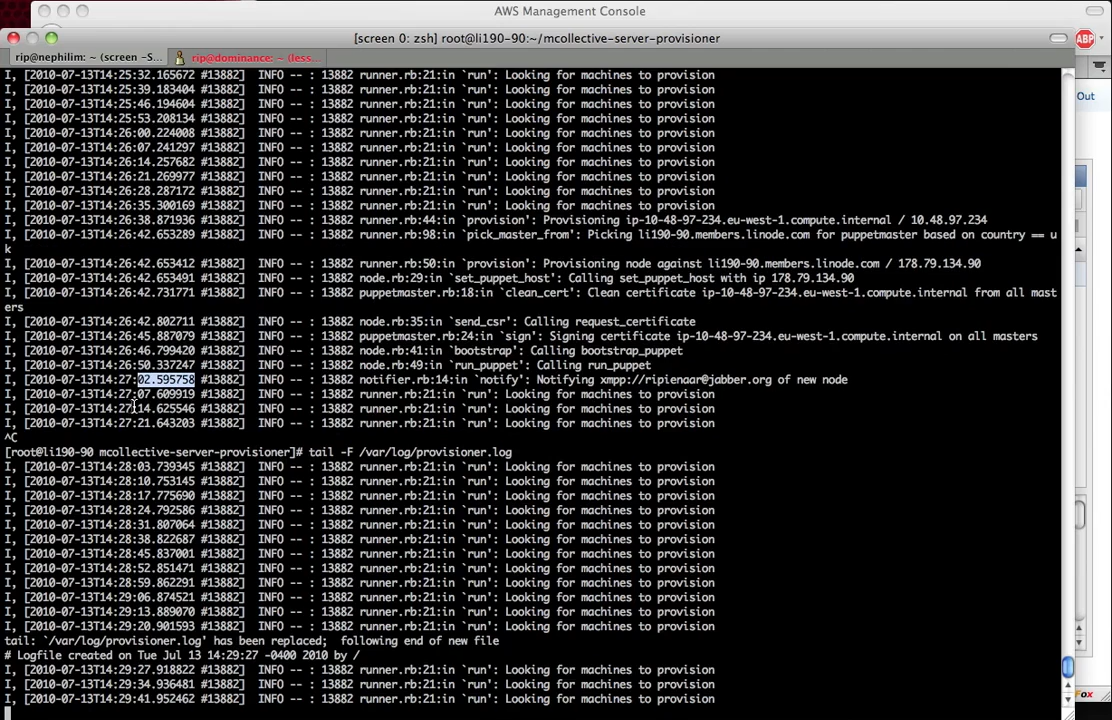 AWS Management Console
[screen 0: zsh] root@li190-90:~/mcollective-server-provisioner
ABP
rip@nephilim: ~ (screen -S...
rip@dominance: ~ (less...
Out
I, [2010-07-13T14:25:32.165672 #13882]  INFO -- : 13882 runner.rb:21:in `run': Looking for machines to provision
I, [2010-07-13T14:25:39.183404 #13882]  INFO -- : 13882 runner.rb:21:in `run': Looking for machines to provision
I, [2010-07-13T14:25:46.194604 #13882]  INFO -- : 13882 runner.rb:21:in `run': Looking for machines to provision
I, [2010-07-13T14:25:53.208134 #13882]  INFO -- : 13882 runner.rb:21:in `run': Looking for machines to provision
I, [2010-07-13T14:26:00.224008 #13882]  INFO -- : 13882 runner.rb:21:in `run': Looking for machines to provision
I, [2010-07-13T14:26:07.241297 #13882]  INFO -- : 13882 runner.rb:21:in `run': Looking for machines to provision
I, [2010-07-13T14:26:14.257682 #13882]  INFO -- : 13882 runner.rb:21:in `run': Looking for machines to provision
I, [2010-07-13T14:26:21.269977 #13882]  INFO -- : 13882 runner.rb:21:in `run': Looking for machines to provision
I, [2010-07-13T14:26:28.287172 #13882]  INFO -- : 13882 runner.rb:21:in `run': Looking for machines to provision
I, [2010-07-13T14:26:35.300169 #13882]  INFO -- : 13882 runner.rb:21:in `run': Looking for machines to provision
I, [2010-07-13T14:26:38.871936 #13882]  INFO -- : 13882 runner.rb:44:in `provision': Provisioning ip-10-48-97-234.eu-west-1.compute.internal / 10.48.97.234
I, [2010-07-13T14:26:42.653289 #13882]  INFO -- : 13882 runner.rb:98:in `pick_master_from': Picking li190-90.members.linode.com for puppetmaster based on country == u
k
I, [2010-07-13T14:26:42.653412 #13882]  INFO -- : 13882 runner.rb:50:in `provision': Provisioning node against li190-90.members.linode.com / 178.79.134.90
I, [2010-07-13T14:26:42.653491 #13882]  INFO -- : 13882 node.rb:29:in `set_puppet_host': Calling set_puppet_host with ip 178.79.134.90
I, [2010-07-13T14:26:42.731771 #13882]  INFO -- : 13882 puppetmaster.rb:18:in `clean_cert': Clean certificate ip-10-48-97-234.eu-west-1.compute.internal from all mast
ers
I, [2010-07-13T14:26:42.802711 #13882]  INFO -- : 13882 node.rb:35:in `send_csr': Calling request_certificate
I, [2010-07-13T14:26:45.887079 #13882]  INFO -- : 13882 puppetmaster.rb:24:in `sign': Signing certificate ip-10-48-97-234.eu-west-1.compute.internal on all masters
I, [2010-07-13T14:26:46.799420 #13882]  INFO -- : 13882 node.rb:41:in `bootstrap': Calling bootstrap_puppet
I, [2010-07-13T14:26:50.337247 #13882]  INFO -- : 13882 node.rb:49:in `run_puppet': Calling run_puppet
I, [2010-07-13T14:27:02.595758 #13882]  INFO -- : 13882 notifier.rb:14:in `notify': Notifying xmpp://ripienaar@jabber.org of new node
I, [2010-07-13T14:27:07.609919 #13882]  INFO -- : 13882 runner.rb:21:in `run': Looking for machines to provision
I, [2010-07-13T14:27:14.625546 #13882]  INFO -- : 13882 runner.rb:21:in `run': Looking for machines to provision
I, [2010-07-13T14:27:21.643203 #13882]  INFO -- : 13882 runner.rb:21:in `run': Looking for machines to provision
^C
[root@li190-90 mcollective-server-provisioner]# tail -F /var/log/provisioner.log
I, [2010-07-13T14:28:03.739345 #13882]  INFO -- : 13882 runner.rb:21:in `run': Looking for machines to provision
I, [2010-07-13T14:28:10.753145 #13882]  INFO -- : 13882 runner.rb:21:in `run': Looking for machines to provision
I, [2010-07-13T14:28:17.775690 #13882]  INFO -- : 13882 runner.rb:21:in `run': Looking for machines to provision
I, [2010-07-13T14:28:24.792586 #13882]  INFO -- : 13882 runner.rb:21:in `run': Looking for machines to provision
I, [2010-07-13T14:28:31.807064 #13882]  INFO -- : 13882 runner.rb:21:in `run': Looking for machines to provision
I, [2010-07-13T14:28:38.822687 #13882]  INFO -- : 13882 runner.rb:21:in `run': Looking for machines to provision
I, [2010-07-13T14:28:45.837001 #13882]  INFO -- : 13882 runner.rb:21:in `run': Looking for machines to provision
I, [2010-07-13T14:28:52.851471 #13882]  INFO -- : 13882 runner.rb:21:in `run': Looking for machines to provision
I, [2010-07-13T14:28:59.862291 #13882]  INFO -- : 13882 runner.rb:21:in `run': Looking for machines to provision
I, [2010-07-13T14:29:06.874521 #13882]  INFO -- : 13882 runner.rb:21:in `run': Looking for machines to provision
I, [2010-07-13T14:29:13.889070 #13882]  INFO -- : 13882 runner.rb:21:in `run': Looking for machines to provision
I, [2010-07-13T14:29:20.901593 #13882]  INFO -- : 13882 runner.rb:21:in `run': Looking for machines to provision
tail: `/var/log/provisioner.log' has been replaced;  following end of new file
# Logfile created on Tue Jul 13 14:29:27 -0400 2010 by /
I, [2010-07-13T14:29:27.918822 #13882]  INFO -- : 13882 runner.rb:21:in `run': Looking for machines to provision
I, [2010-07-13T14:29:34.936481 #13882]  INFO -- : 13882 runner.rb:21:in `run': Looking for machines to provision
I, [2010-07-13T14:29:41.952462 #13882]  INFO -- : 13882 runner.rb:21:in `run': Looking for machines to provision
Fox